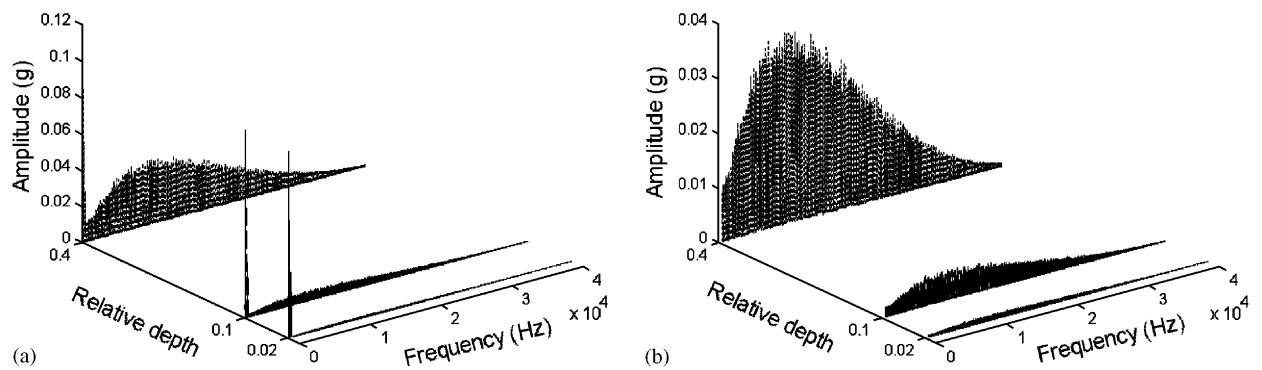 0.12
0.1
0.08
0.06
0.04
0.02
0
Amplitude (g)
0.4
0.1
0.02
Relative depth
0
1
2
3
4
x 10^4
Frequency (Hz)
(a)
0.04
0.03
0.02
0.01
0
Amplitude (g)
0.4
0.1
0.02
Relative depth
0
1
2
3
4
x 10^4
Frequency (Hz)
(b)